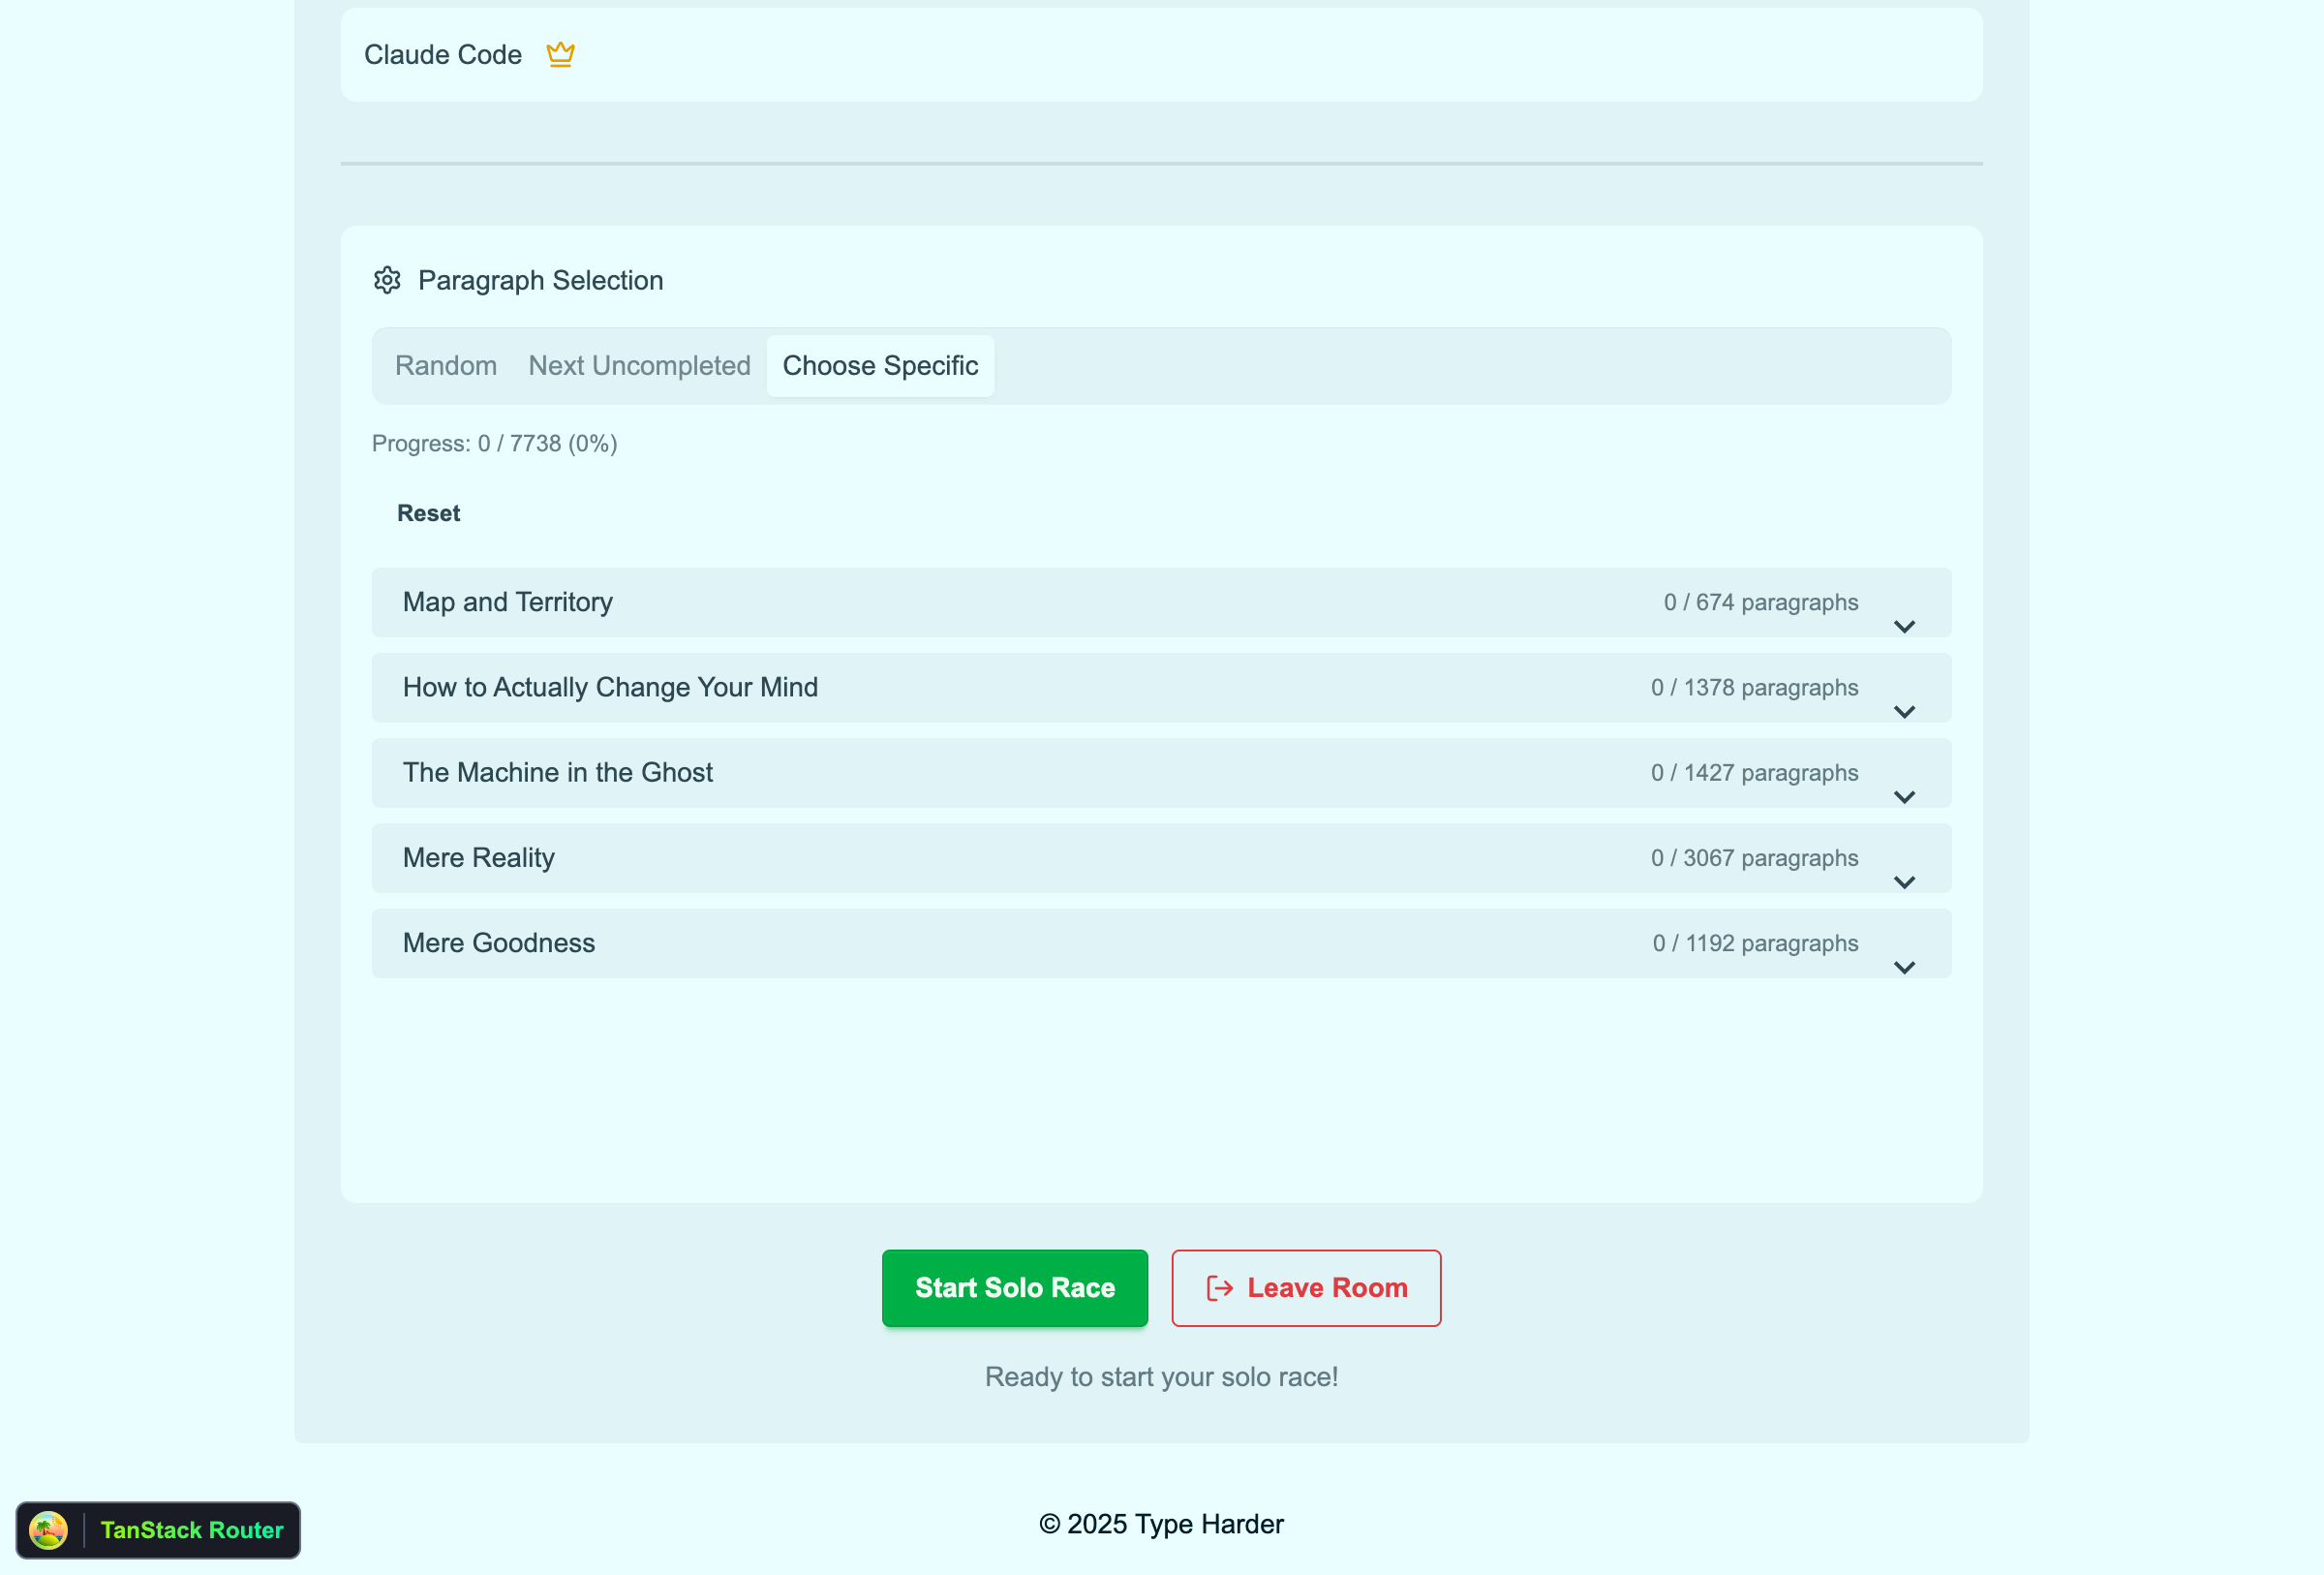 Claude Code
Paragraph Selection
Random Next Uncompleted Choose Specific
Progress: 0 / 7738 (0%)
Reset
Map and Territory 0 / 674 paragraphs
How to Actually Change Your Mind 0 / 1378 paragraphs
The Machine in the Ghost 0 / 1427 paragraphs
Mere Reality 0 / 3067 paragraphs
Mere Goodness 0 / 1192 paragraphs
Start Solo Race Leave Room
Ready to start your solo race!
© 2025 Type Harder
TanStack Router